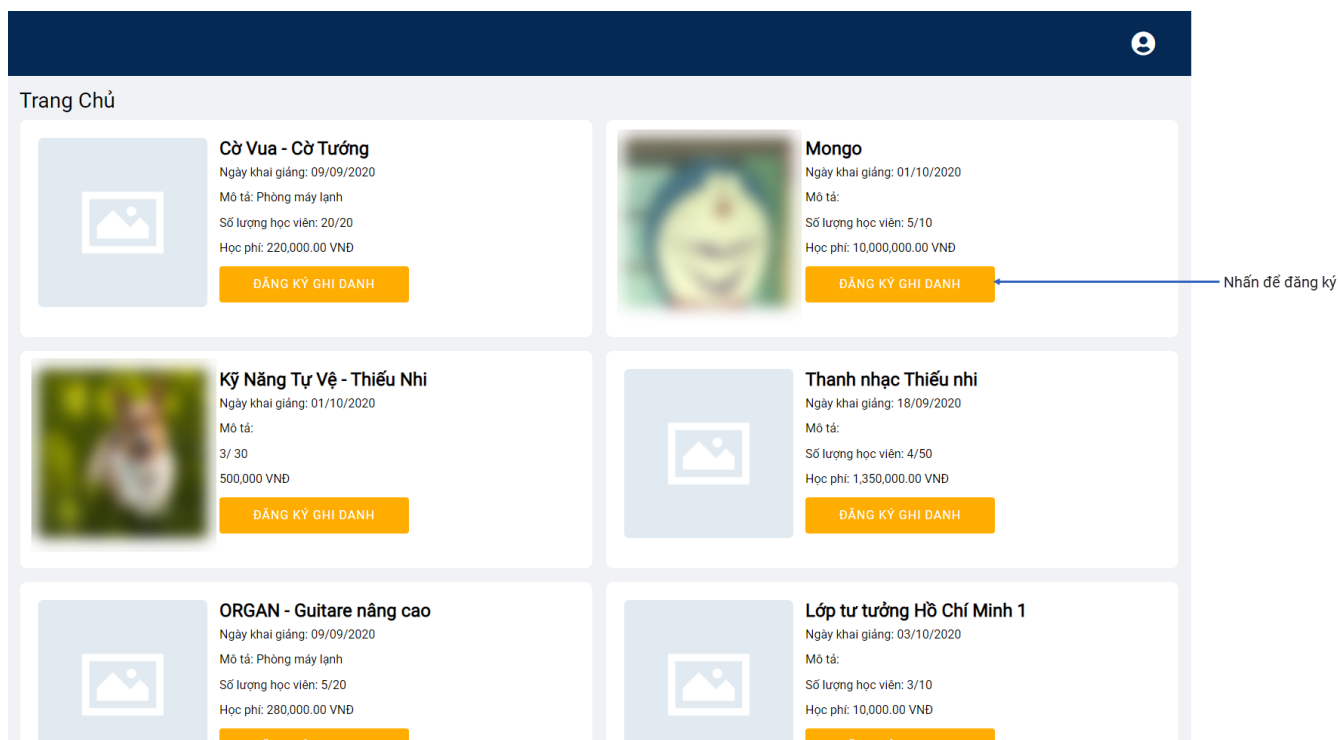 Trang Chủ
Cờ Vua - Cờ Tướng
Ngày khai giảng: 09/09/2020
Mô tả: Phòng máy lạnh
Số lượng học viên: 20/20
Học phí: 220,000.00 VNĐ
ĐĂNG KÝ GHI DANH
Mongo
Ngày khai giảng: 01/10/2020
Mô tả:
Số lượng học viên: 5/10
Học phí: 10,000,000.00 VNĐ
ĐĂNG KÝ GHI DANH
Nhấn để đăng ký
Kỹ Năng Tự Vệ - Thiếu Nhi
Ngày khai giảng: 01/10/2020
Mô tả:
3/ 30
500,000 VNĐ
ĐĂNG KÝ GHI DANH
Thanh nhạc Thiếu nhi
Ngày khai giảng: 18/09/2020
Mô tả:
Số lượng học viên: 4/50
Học phí: 1,350,000.00 VNĐ
ĐĂNG KÝ GHI DANH
ORGAN - Guitare nâng cao
Ngày khai giảng: 09/09/2020
Mô tả: Phòng máy lạnh
Số lượng học viên: 5/20
Học phí: 280,000.00 VNĐ
Lớp tư tưởng Hồ Chí Minh 1
Ngày khai giảng: 03/10/2020
Mô tả:
Số lượng học viên: 3/10
Học phí: 10,000.00 VNĐ